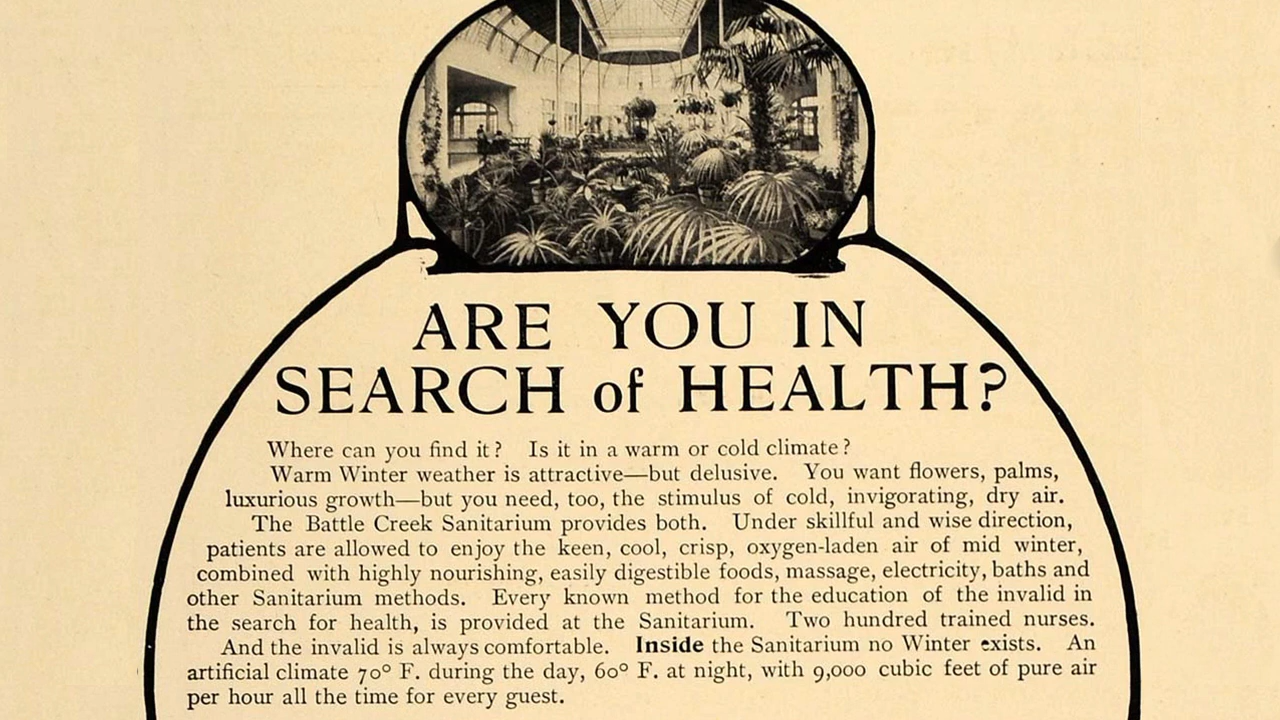 ARE YOU IN
SEARCH of HEALTH?
Where can you find it? Is it in a warm or cold climate?
Warm Winter weather is attractive—but delusive. You want flowers, palms,
luxurious growth—but you need, too, the stimulus of cold, invigorating, dry air.
The Battle Creek Sanitarium provides both. Under skillful and wise direction,
patients are allowed to enjoy the keen, cool, crisp, oxygen-laden air of mid winter,
combined with highly nourishing, easily digestible foods, massage, electricity, baths and
other Sanitarium methods. Every known method for the education of the invalid in
the search for health, is provided at the Sanitarium. Two hundred trained nurses.
And the invalid is always comfortable. Inside the Sanitarium no Winter exists. An
artificial climate 70° F. during the day, 60° F. at night, with 9,000 cubic feet of pure air
per hour all the time for every guest.